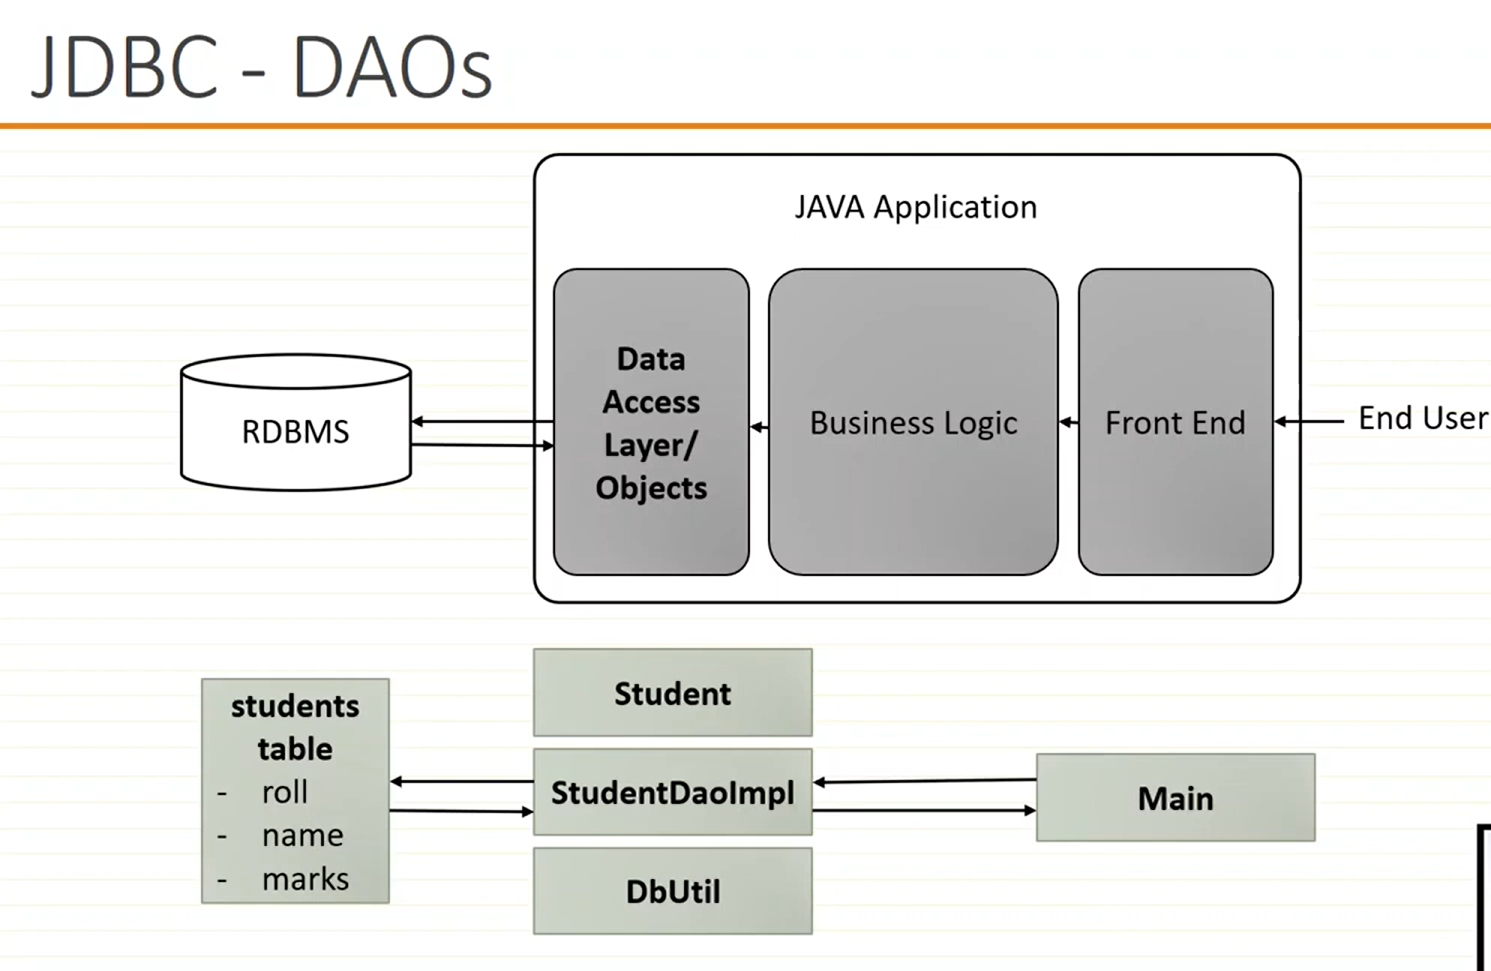 JDBC - DAOs
JAVA Application
Data
Access
Layer/
Objects
Business Logic
Front End
End User
RDBMS
students
table
- roll
- name
- marks
Student
StudentDaoImpl
DbUtil
Main